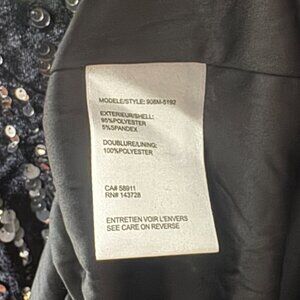 MODELE/STYLE: 908M-5192
EXTERIEUR/SHELL:
95%POLYESTER
5%SPANDEX
DOUBLURE/LINING:
100%POLYESTER
CA# 58911
RN# 143728
ENTRETIEN VOIR L'ENVERS
SEE CARE ON REVERSE